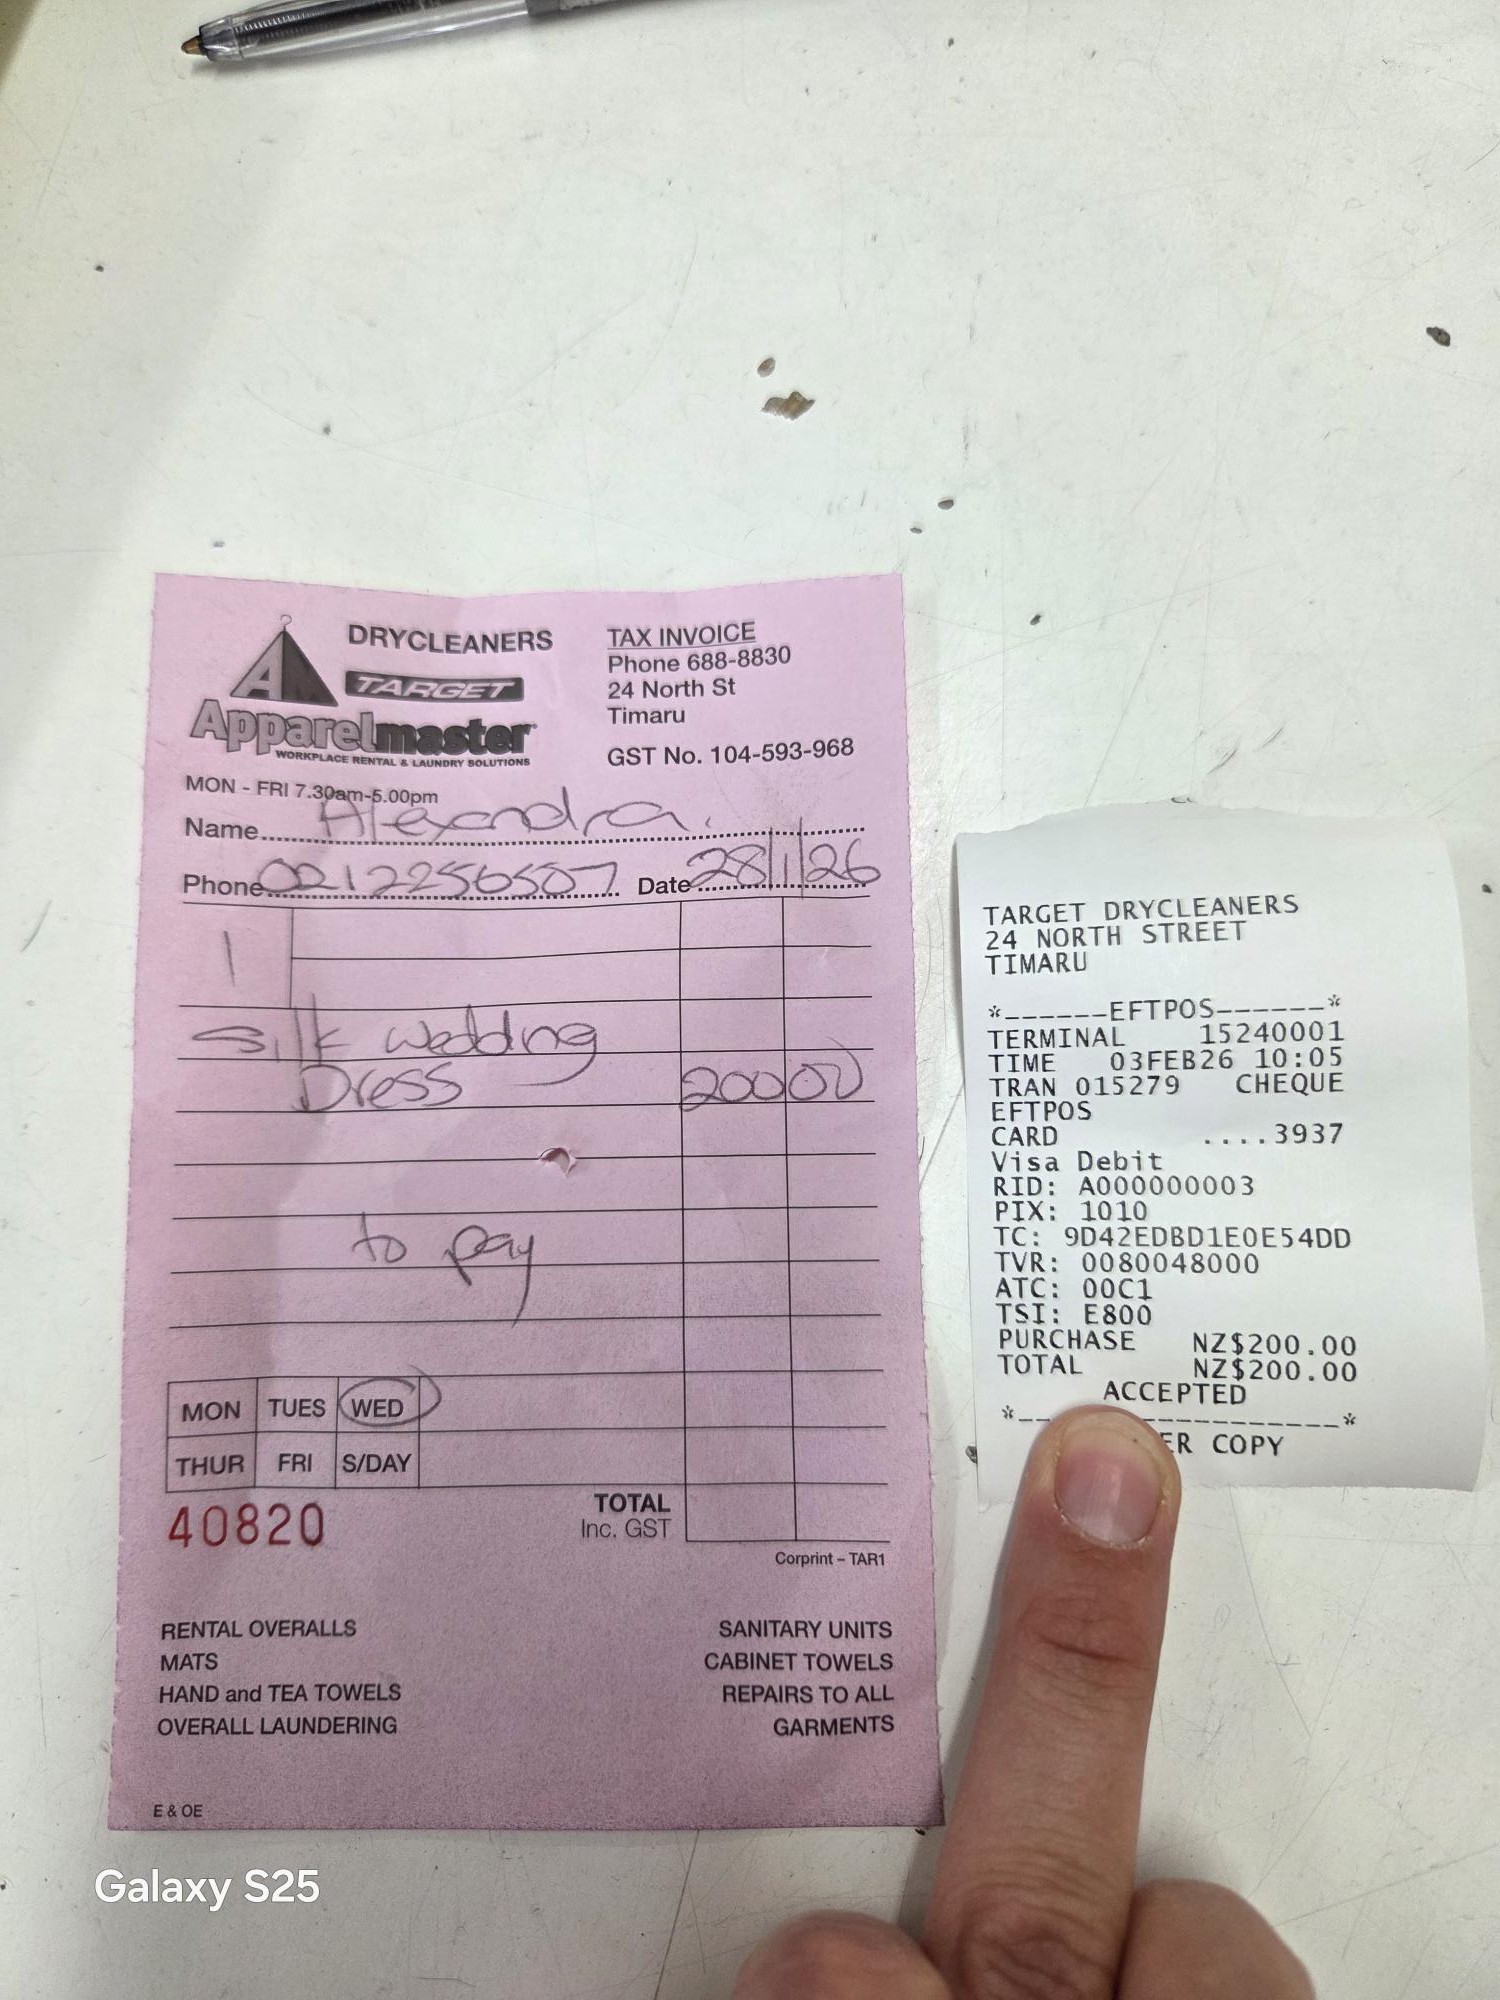 DRYCLEANERS
TARGET
Apparelmaster
WORKPLACE RENTAL & LAUNDRY SOLUTIONS
TAX INVOICE
Phone 688-8830
24 North St
Timaru
GST No. 104-593-968
MON - FRI 7.30am-5.00pm
Name Alexandra.
Phone 0212256507 Date 28/1/26
1
Silk wedding
Dress 200 00
to pay
MON TUES WED
THUR FRI S/DAY
40820
TOTAL
Inc. GST
Corprint – TAR1
RENTAL OVERALLS
MATS
HAND and TEA TOWELS
OVERALL LAUNDERING
SANITARY UNITS
CABINET TOWELS
REPAIRS TO ALL
GARMENTS
E & OE
TARGET DRYCLEANERS
24 NORTH STREET
TIMARU
*------EFTPOS------*
TERMINAL 15240001
TIME 03FEB26 10:05
TRAN 015279 CHEQUE
EFTPOS
CARD ....3937
Visa Debit
RID: A000000003
PIX: 1010
TC: 9D42EDBD1E0E54DD
TVR: 0080048000
ATC: 00C1
TSI: E800
PURCHASE NZ$200.00
TOTAL NZ$200.00
ACCEPTED
ER COPY
Galaxy S25